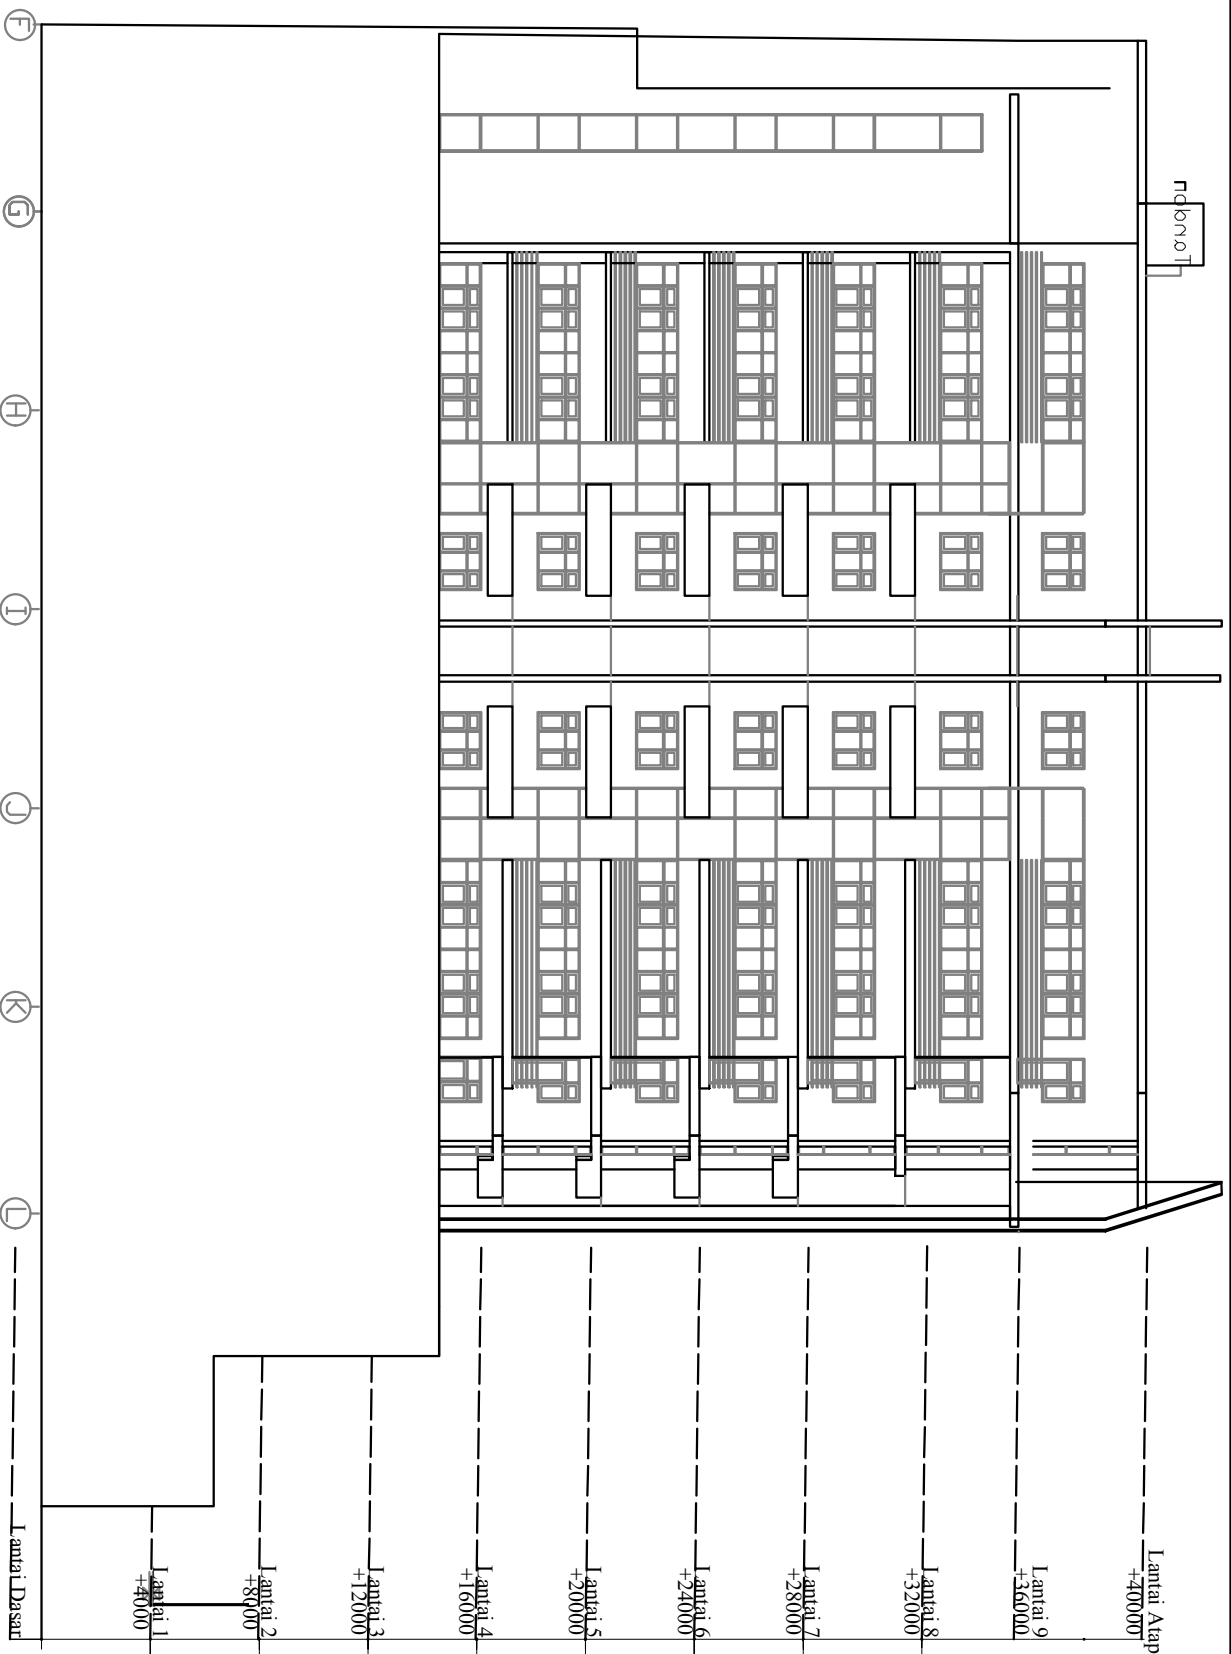 F
G
H
I
J
K
L
Tandon
Lantai Atap
+40000
Lantai 9
+36000
Lantai 8
+32000
Lantai 7
+28000
Lantai 6
+24000
Lantai 5
+20000
Lantai 4
+16000
Lantai 3
+12000
Lantai 2
+8000
Lantai 1
+4000
Lantai Dasar